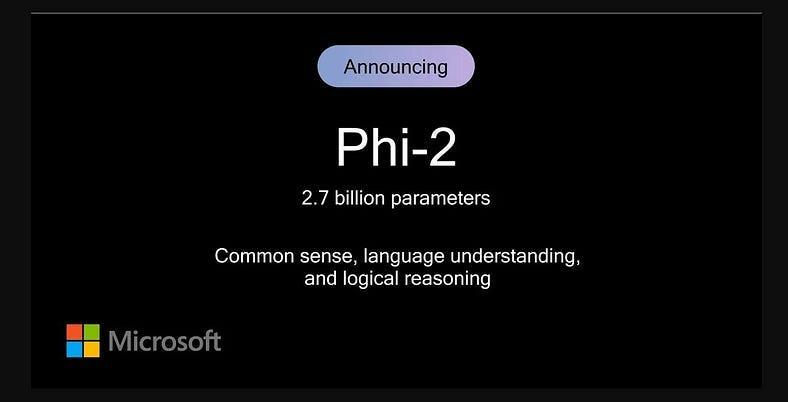 Announcing
Phi-2
2.7 billion parameters
Common sense, language understanding,
and logical reasoning
Microsoft